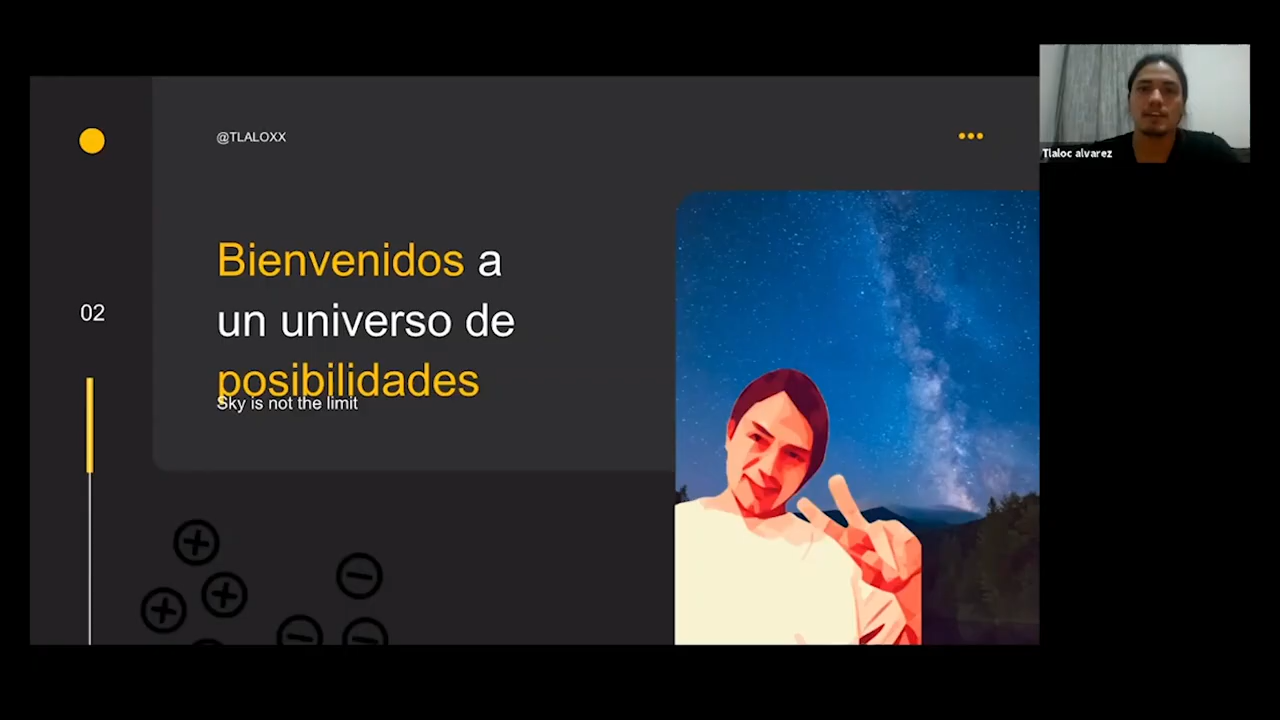 @TLALOXX
Bienvenidos a
un universo de
posibilidades
Sky is not the limit
02
Tlaloc alvarez